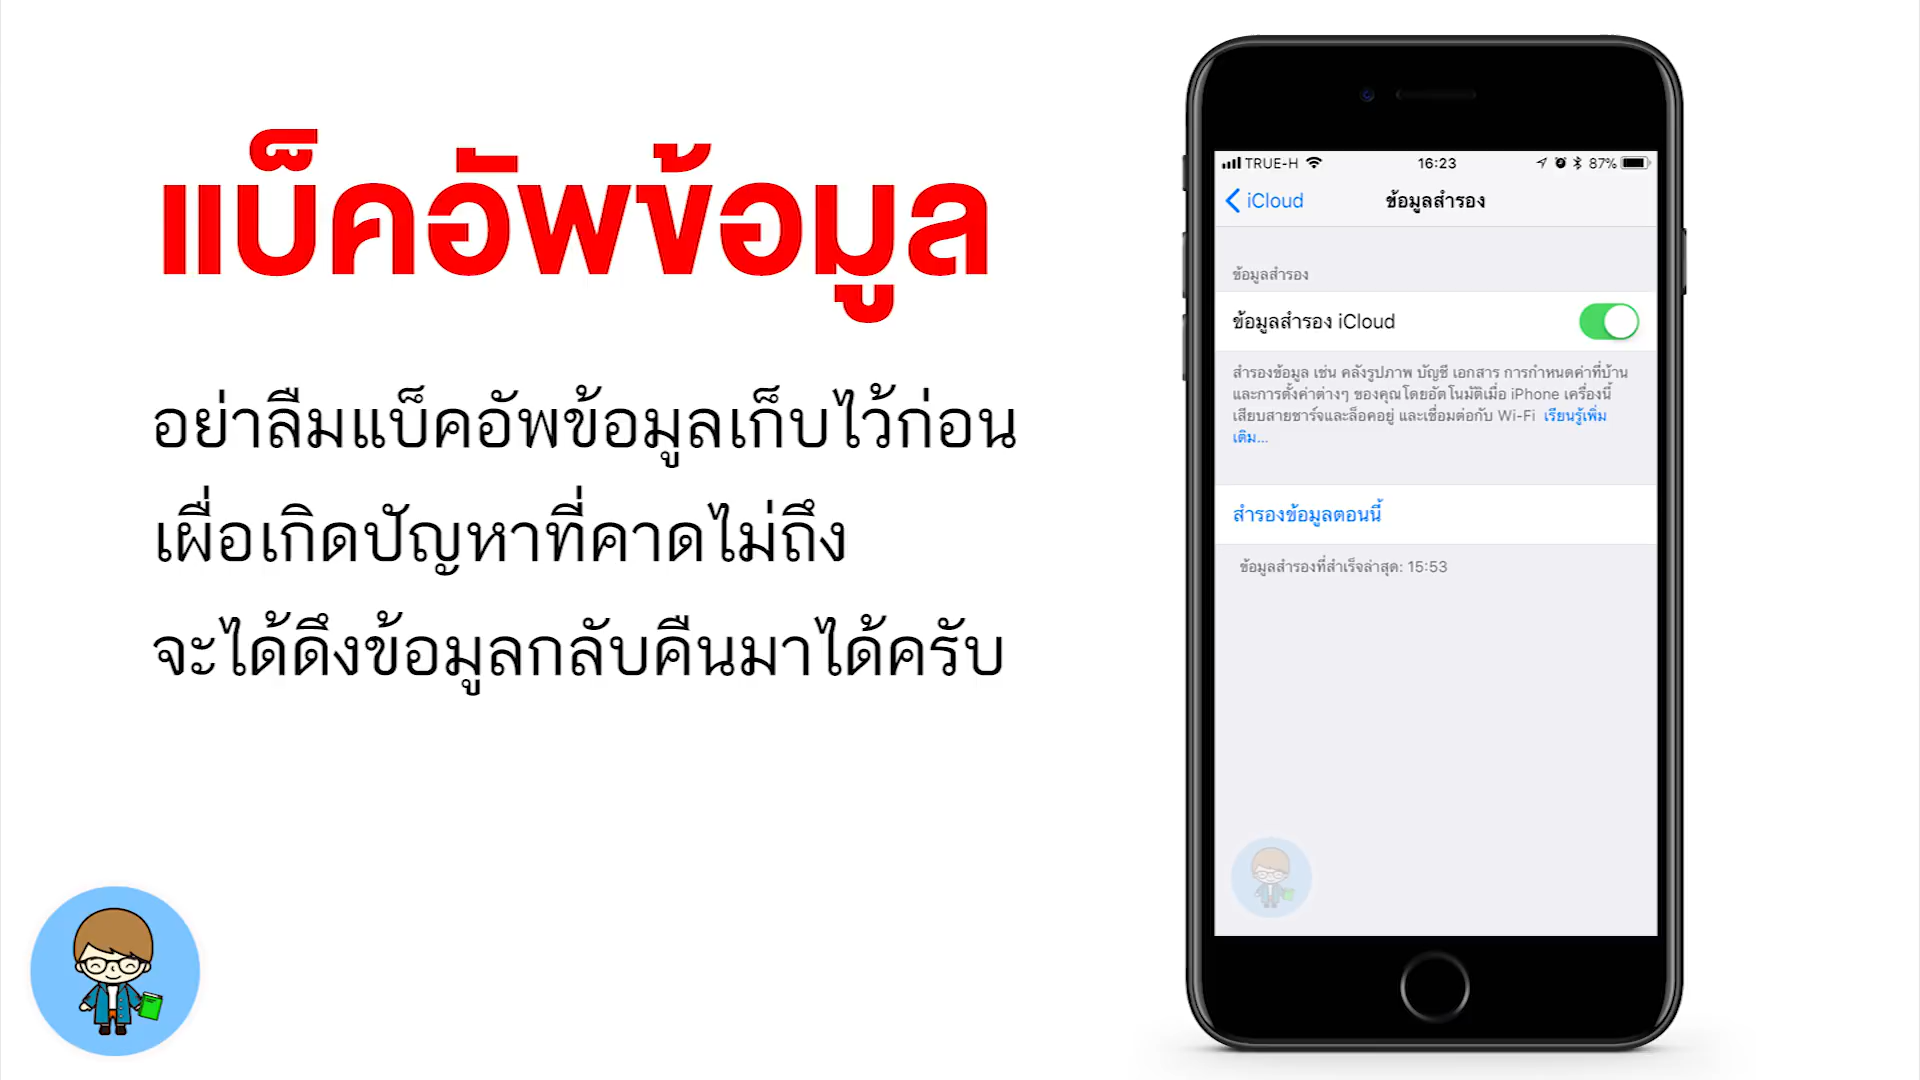 แบ็คอัพข้อมูล
อย่าลืมแบ็คอัพข้อมูลเก็บไว้ก่อน
เผื่อเกิดปัญหาที่คาดไม่ถึง
จะได้ดึงข้อมูลกลับคืนมาได้ครับ
TRUE-H 16:23 87%
iCloud ข้อมูลสำรอง
ข้อมูลสำรอง
ข้อมูลสำรอง iCloud
สำรองข้อมูล เช่น คลังรูปภาพ บัญชี เอกสาร การกำหนดค่าที่บ้าน
และการตั้งค่าต่างๆ ของคุณโดยอัตโนมัติเมื่อ iPhone เครื่องนี้
เสียบสายชาร์จและล็อคอยู่ และเชื่อมต่อกับ Wi-Fi เรียนรู้เพิ่ม
เติม...
สำรองข้อมูลตอนนี้
ข้อมูลสำรองที่สำเร็จล่าสุด: 15:53